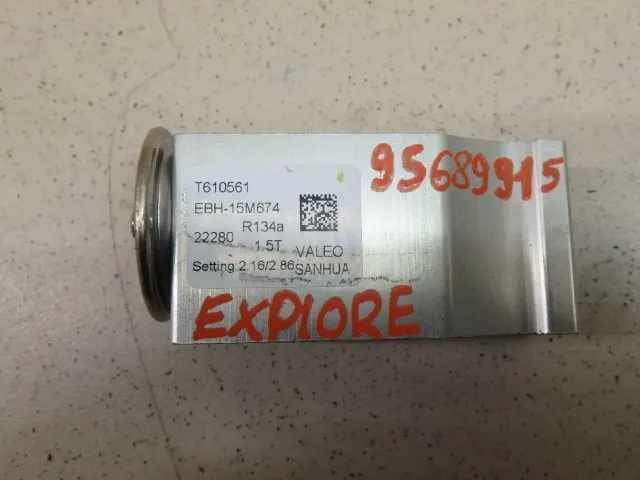 95689915
T610561
EBH-15M674
R134a
22280 1.5T
VALEO
Setting 2.16/2.86 SANHUA
EXPIORE